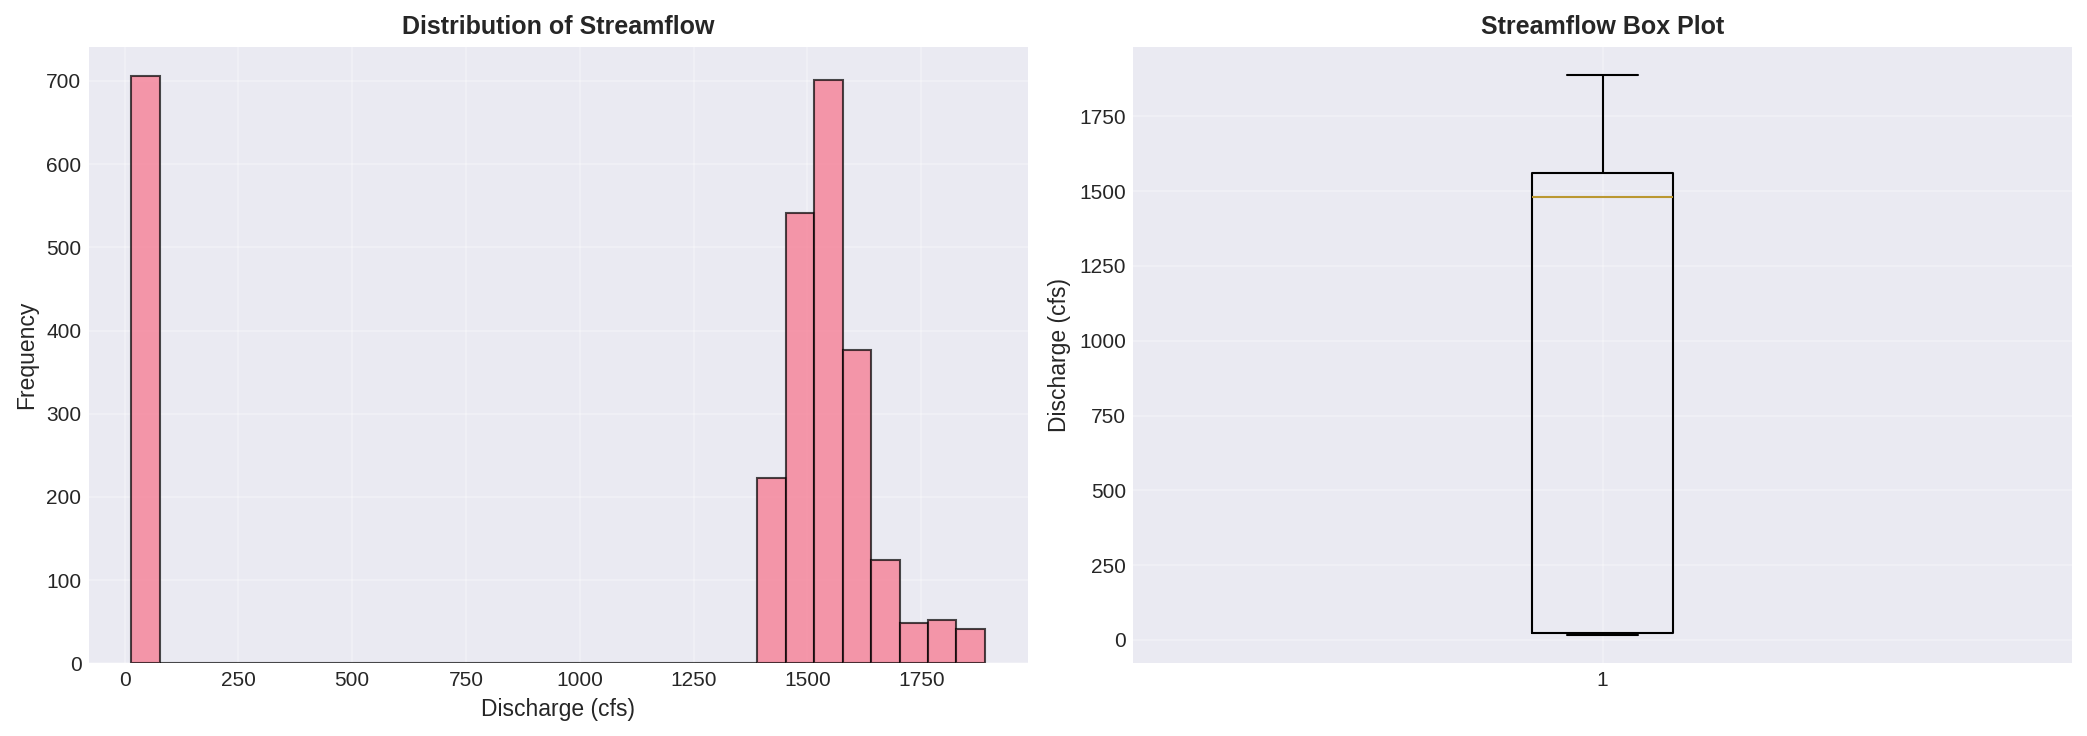 Distribution of Streamflow
Frequency
700
600
500
400
300
200
100
0
0 250 500 750 1000 1250 1500 1750
Discharge (cfs)
Streamflow Box Plot
Discharge (cfs)
1750
1500
1250
1000
750
500
250
0
1